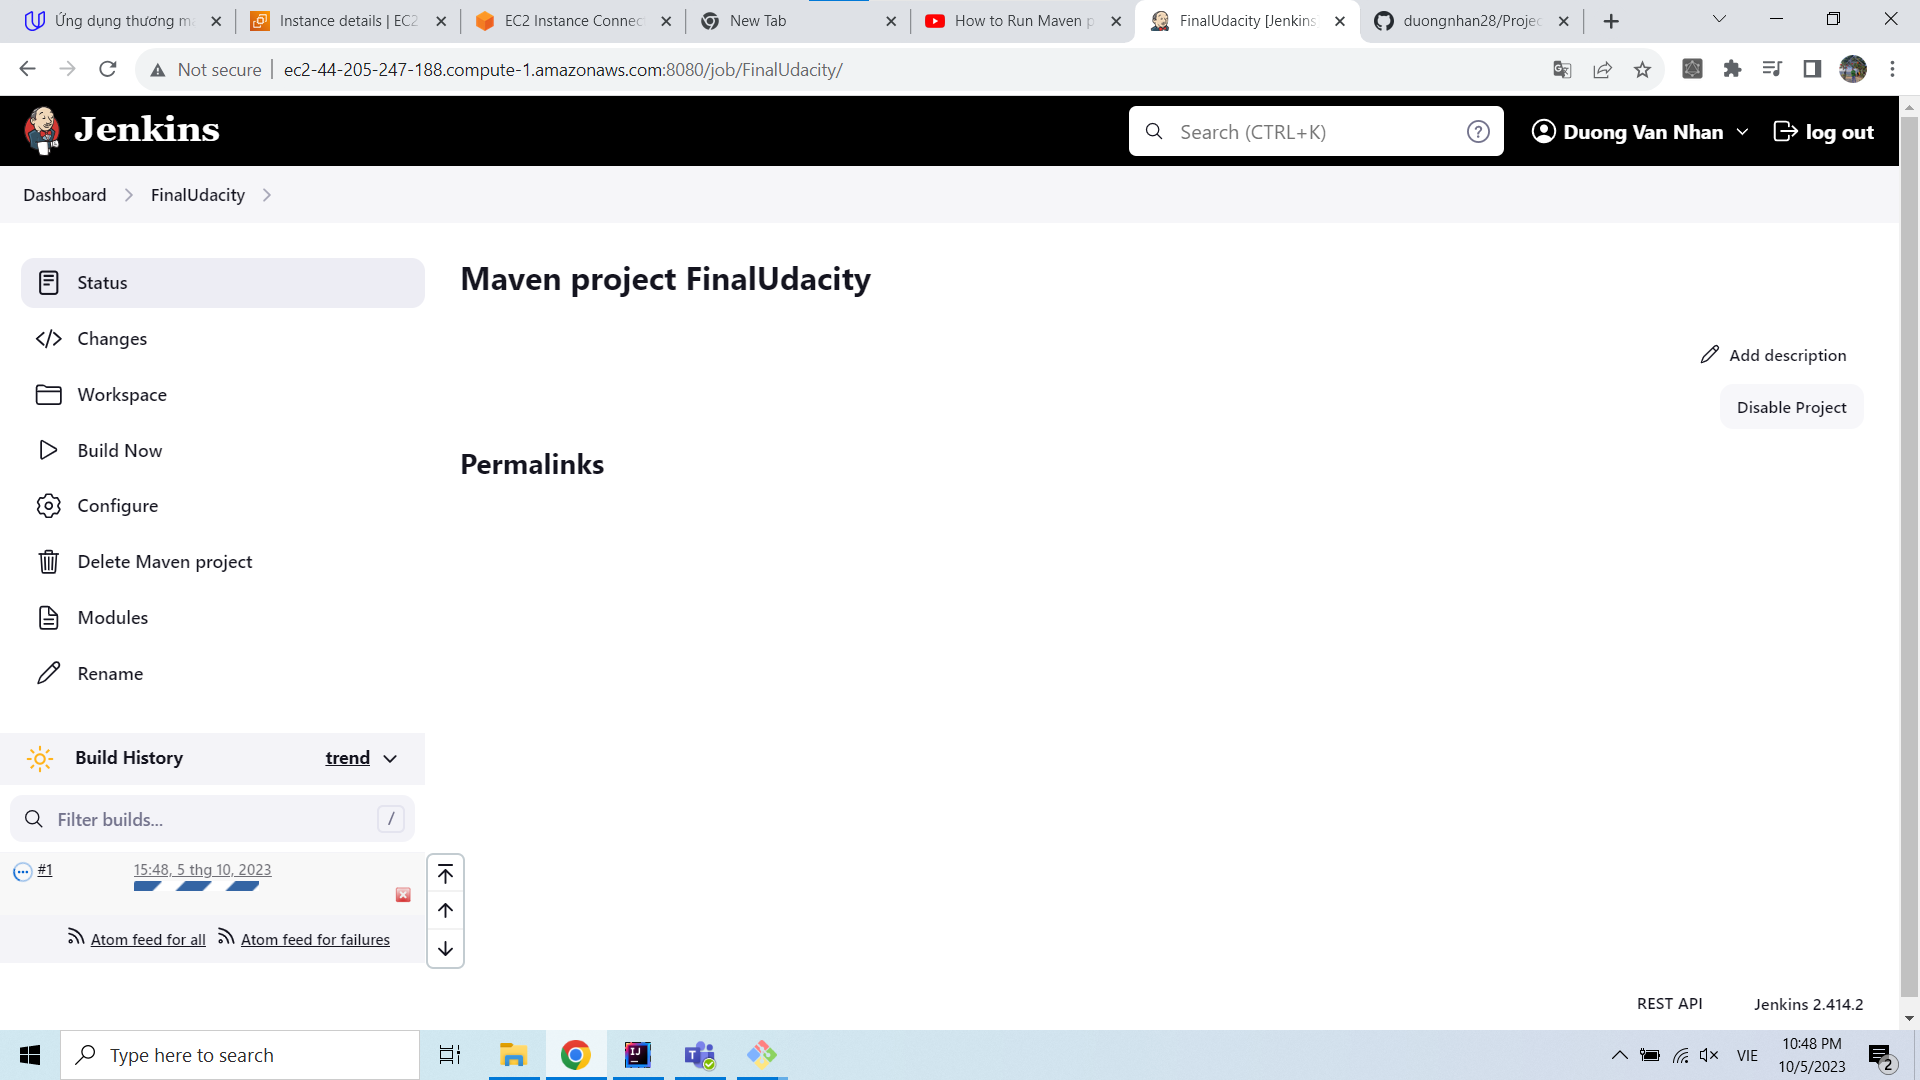 Ứng dụng thương m
Instance details | EC2
EC2 Instance Connect
New Tab
How to Run Maven p
FinalUdacity [Jenkins]
duongnhan28/Projec
Not secure
ec2-44-205-247-188.compute-1.amazonaws.com:8080/job/FinalUdacity/
Jenkins
Search (CTRL+K)
?
Duong Van Nhan
log out
Dashboard
FinalUdacity
Status
Changes
Workspace
Build Now
Configure
Delete Maven project
Modules
Rename
Maven project FinalUdacity
Add description
Disable Project
Permalinks
Build History
trend
Filter builds...
/
#1
15:48, 5 thg 10, 2023
Atom feed for all
Atom feed for failures
REST API
Jenkins 2.414.2
Type here to search
IJ
VIE
10:48 PM
10/5/2023
2